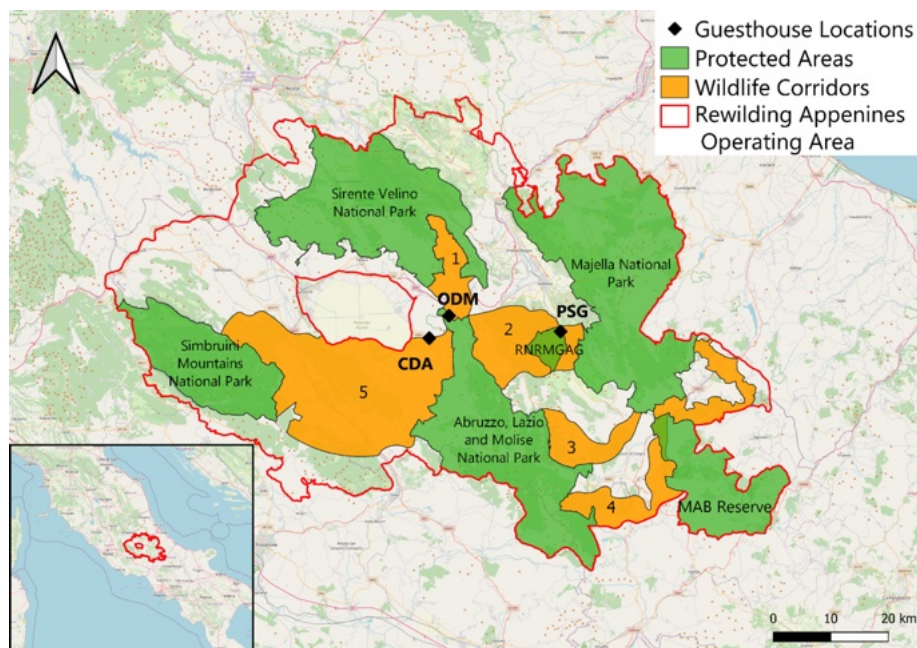 Guesthouse Locations
Protected Areas
Wildlife Corridors
Rewilding Appenines
Operating Area
Sirente Velino
National Park
1
Majella National
Park
ODM
PSG
2
RNRMGAG
Simbruini
Mountains
National Park
CDA
5
Abruzzo, Lazio
and Molise
National Park
3
4
MAB Reserve
0
10
20 km